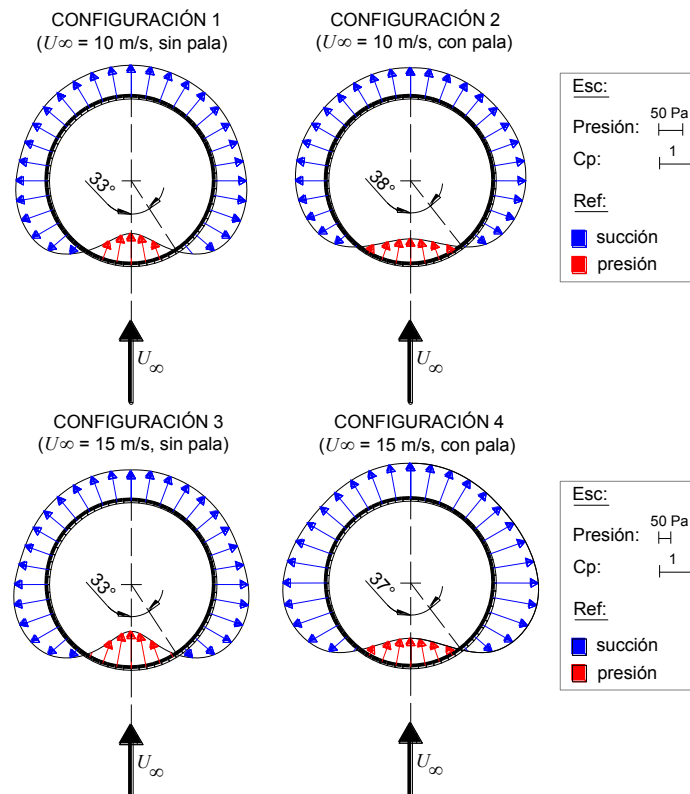 CONFIGURACIÓN 1
(U∞ = 10 m/s, sin pala)
33°
U∞
CONFIGURACIÓN 2
(U∞ = 10 m/s, con pala)
38°
U∞
Esc:
50 Pa
Presión:
1
Cp:
Ref:
succión
presión
CONFIGURACIÓN 3
(U∞ = 15 m/s, sin pala)
33°
U∞
CONFIGURACIÓN 4
(U∞ = 15 m/s, con pala)
37°
U∞
Esc:
50 Pa
Presión:
1
Cp:
Ref:
succión
presión